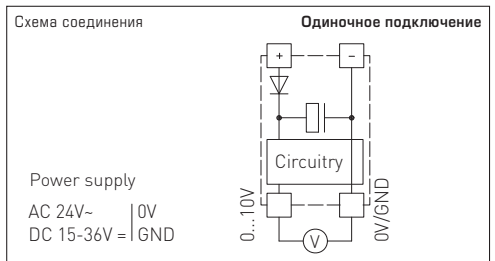 Схема соединения
Одиночное подключение
+ −
Circuitry
Power supply
AC 24V~ | 0V
DC 15-36V = | GND
0...10V
0V/GND
V